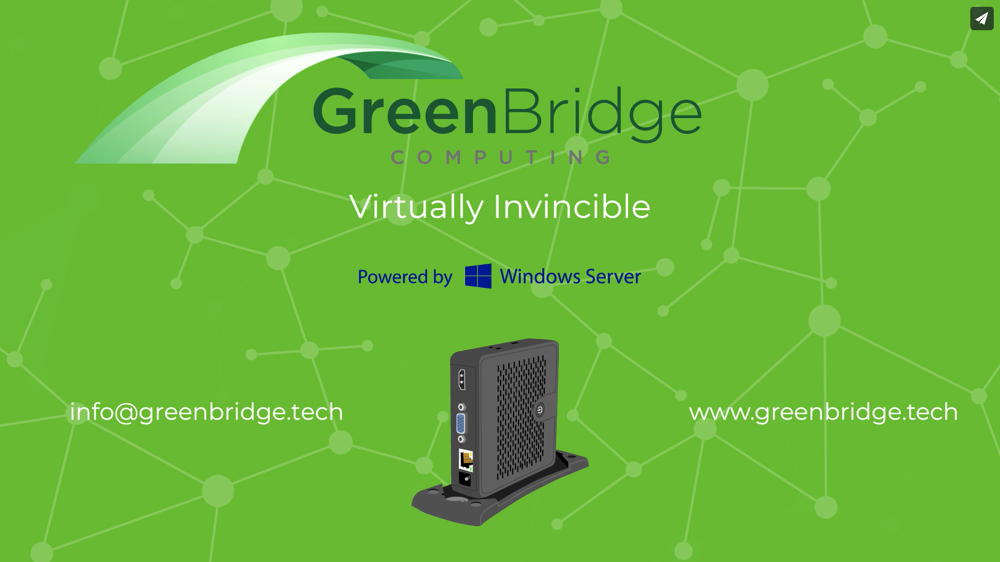 GreenBridge
COMPUTING
Virtually Invincible
Powered by Windows Server
info@greenbridge.tech
www.greenbridge.tech